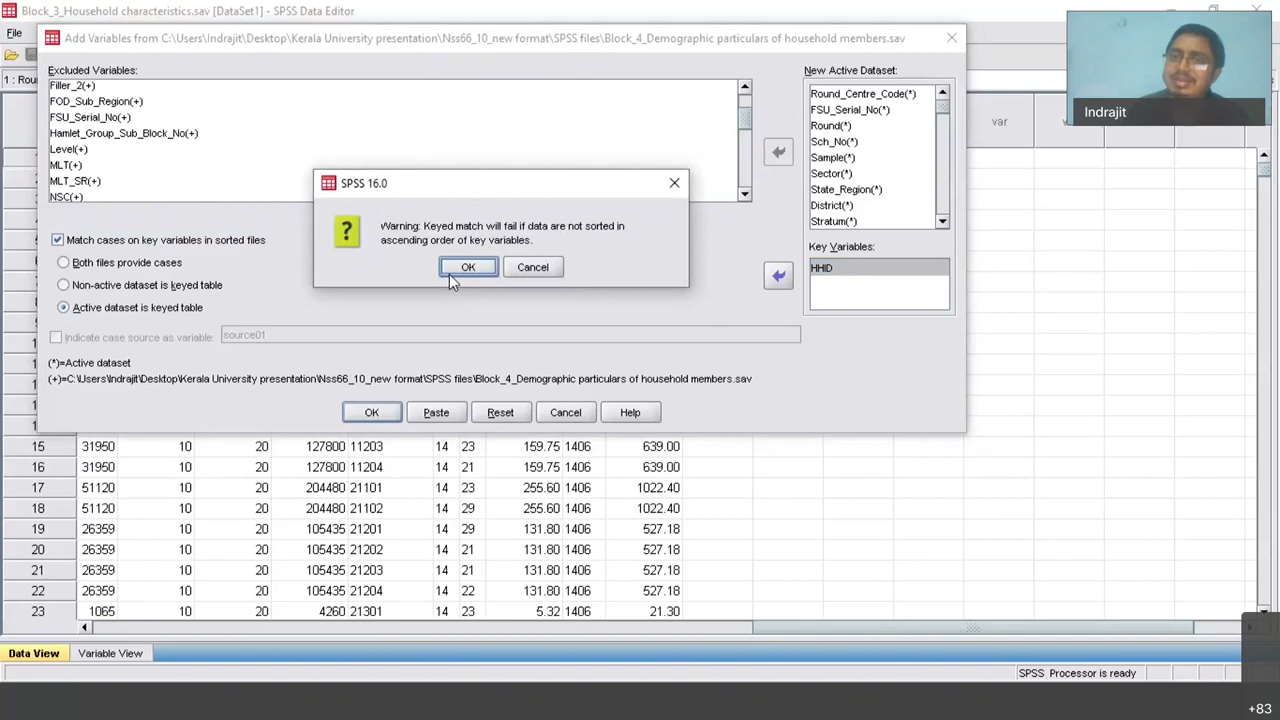 Block_3_Household characteristics.sav [DataSet1] - SPSS Data Editor
File
Add Variables from C:\Users\Indrajit\Desktop\Kerala University presentation\Nss66_10_new format\SPSS files\Block_4_Demographic particulars of household members.sav
Indrajit
Excluded Variables:
Filler_2(+)
FOD_Sub_Region(+)
FSU_Serial_No(+)
Hamlet_Group_Sub_Block_No(+)
Level(+)
MLT(+)
MLT_SR(+)
NSC(+)
New Active Dataset:
Round_Centre_Code(*)
FSU_Serial_No(*)
Round(*)
Sch_No(*)
Sample(*)
Sector(*)
State_Region(*)
District(*)
Stratum(*)
var
SPSS 16.0
Warning: Keyed match will fail if data are not sorted in
ascending order of key variables.
?
OK
Cancel
Match cases on key variables in sorted files
Both files provide cases
Non-active dataset is keyed table
Active dataset is keyed table
Key Variables:
HHID
Indicate case source as variable: source01
(*)=Active dataset
(+)=C:\Users\Indrajit\Desktop\Kerala University presentation\Nss66_10_new format\SPSS files\Block_4_Demographic particulars of household members.sav
OK Paste Reset Cancel Help
15 31950 10 20 127800 11203 14 23 159.75 1406 639.00
16 31950 10 20 127800 11204 14 21 159.75 1406 639.00
17 51120 10 20 204480 21101 14 23 255.60 1406 1022.40
18 51120 10 20 204480 21102 14 29 255.60 1406 1022.40
19 26359 10 20 105435 21201 14 29 131.80 1406 527.18
20 26359 10 20 105435 21202 14 21 131.80 1406 527.18
21 26359 10 20 105435 21203 14 21 131.80 1406 527.18
22 26359 10 20 105435 21204 14 22 131.80 1406 527.18
23 1065 10 20 4260 21301 14 23 5.32 1406 21.30
Data View Variable View
SPSS Processor is ready
+83